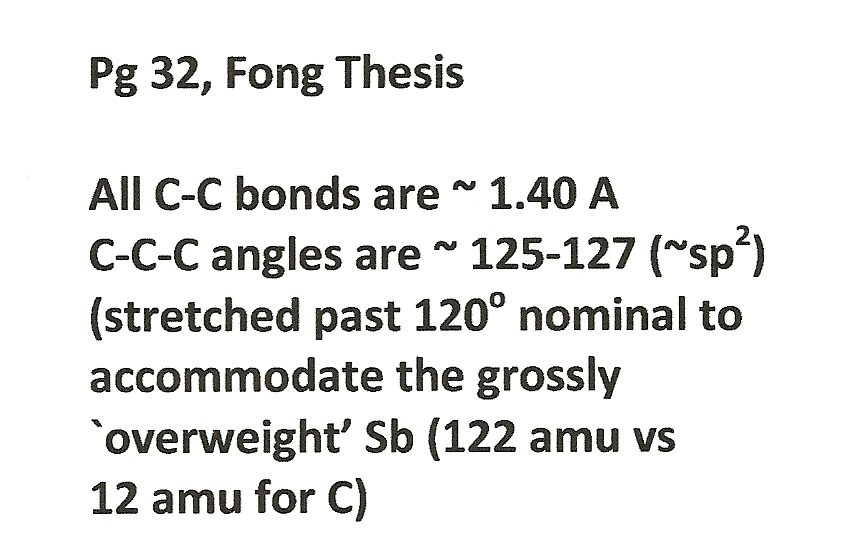 Pg 32, Fong Thesis
All C-C bonds are ~ 1.40 A
C-C-C angles are ~ 125-127 (~sp²)
(stretched past 120° nominal to
accommodate the grossly
`overweight’ Sb (122 amu vs
12 amu for C)